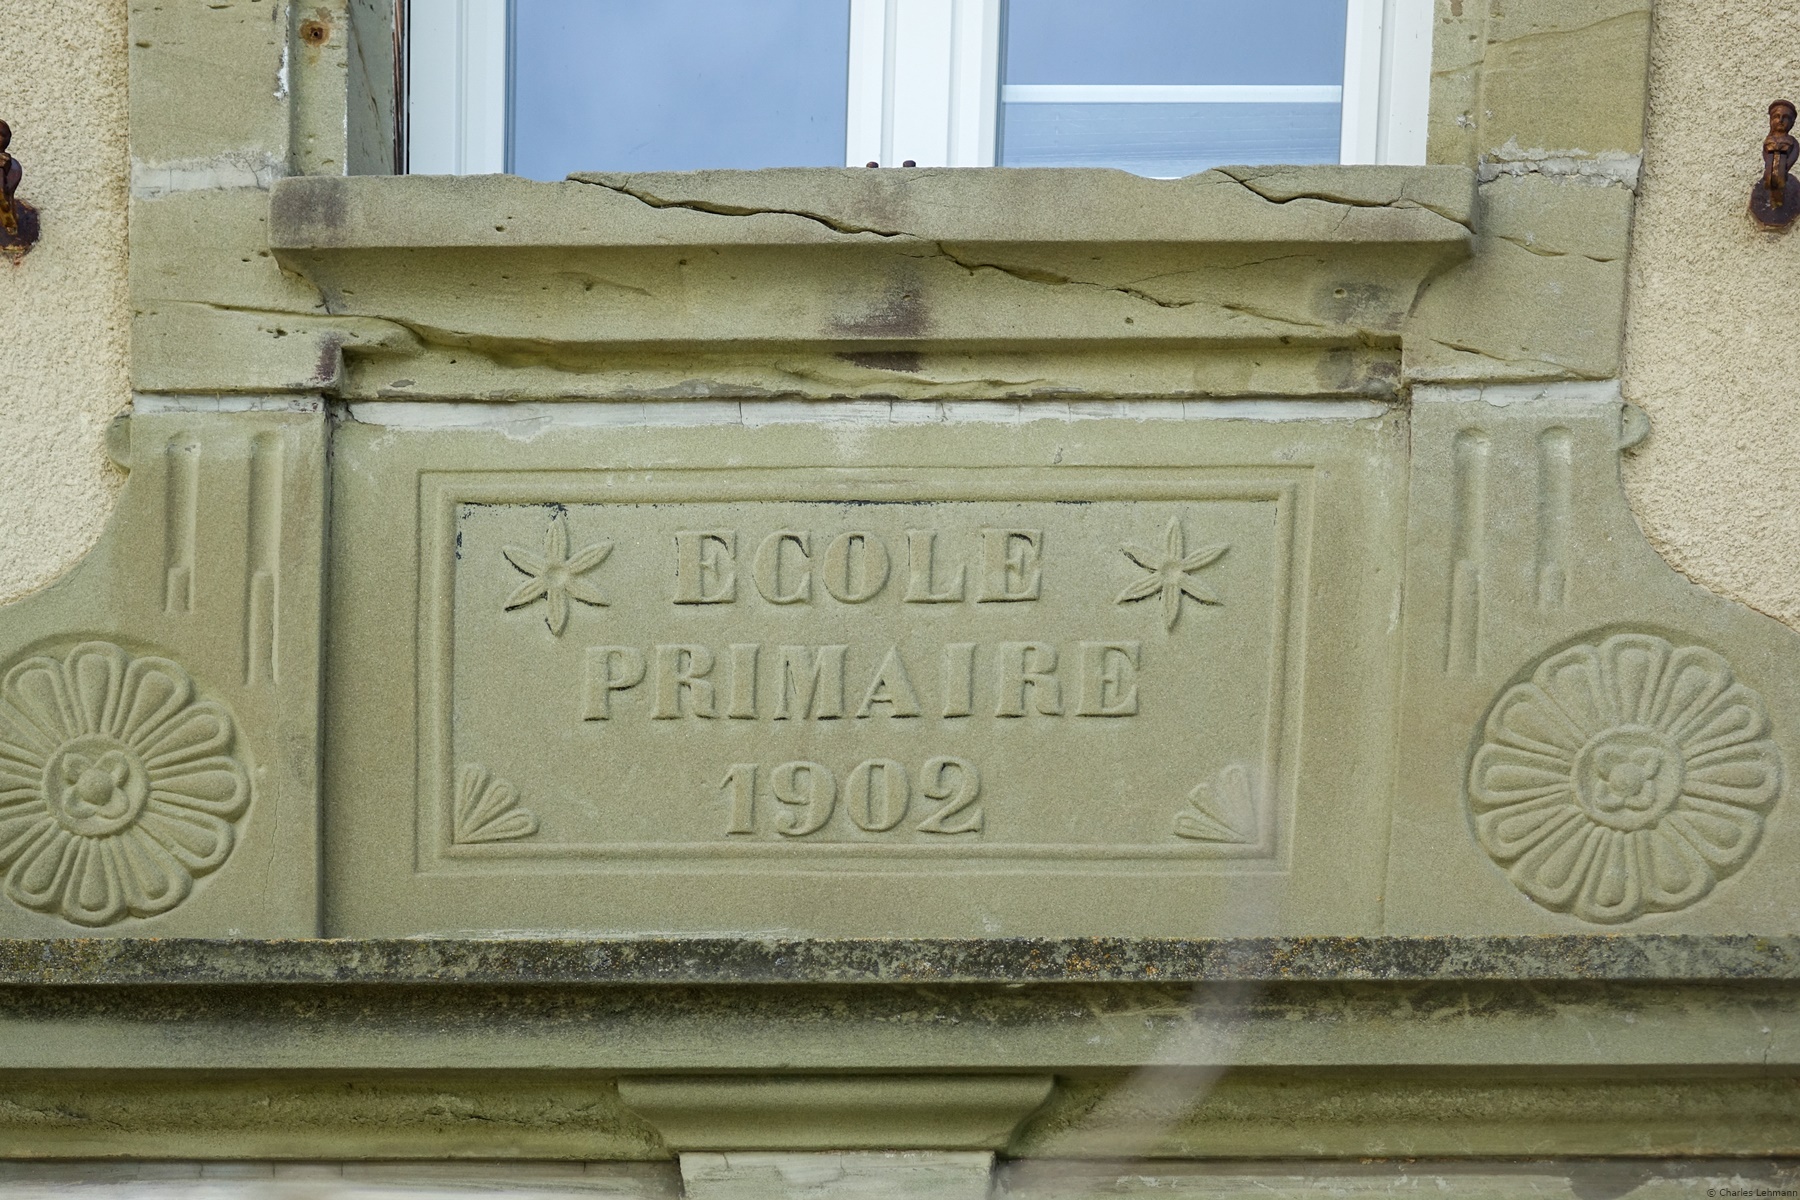 ECOLE
PRIMAIRE
1902
© Charles Lehmann